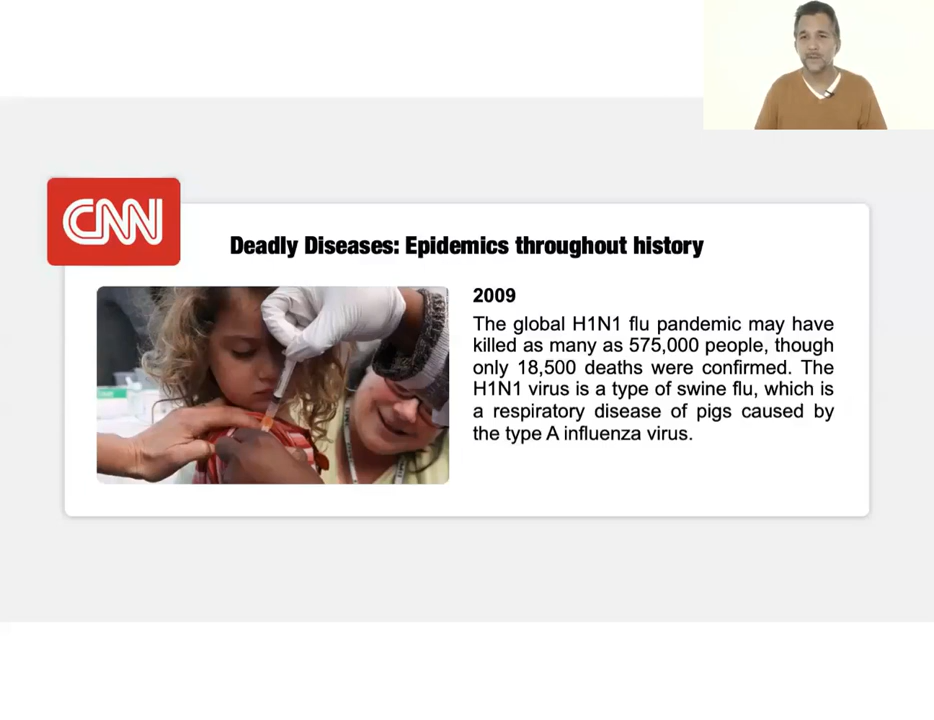 CNN
Deadly Diseases: Epidemics throughout history
2009
The global H1N1 flu pandemic may have
killed as many as 575,000 people, though
only 18,500 deaths were confirmed. The
H1N1 virus is a type of swine flu, which is
a respiratory disease of pigs caused by
the type A influenza virus.